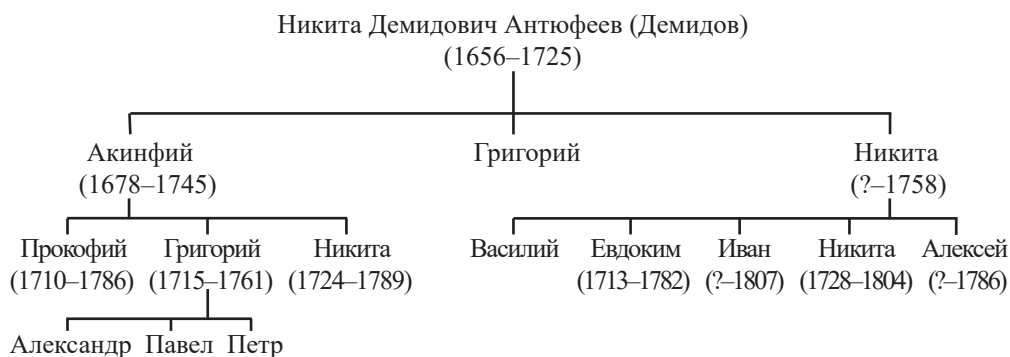 Никита Демидович Антюфеев (Демидов)
(1656–1725)
Акинфий Григорий Никита
(1678–1745) (?–1758)
Прокофий Григорий Никита Василий Евдоким Иван Никита Алексей
(1710–1786) (1715–1761) (1724–1789) (1713–1782) (?–1807) (1728–1804) (?–1786)
Александр Павел Петр